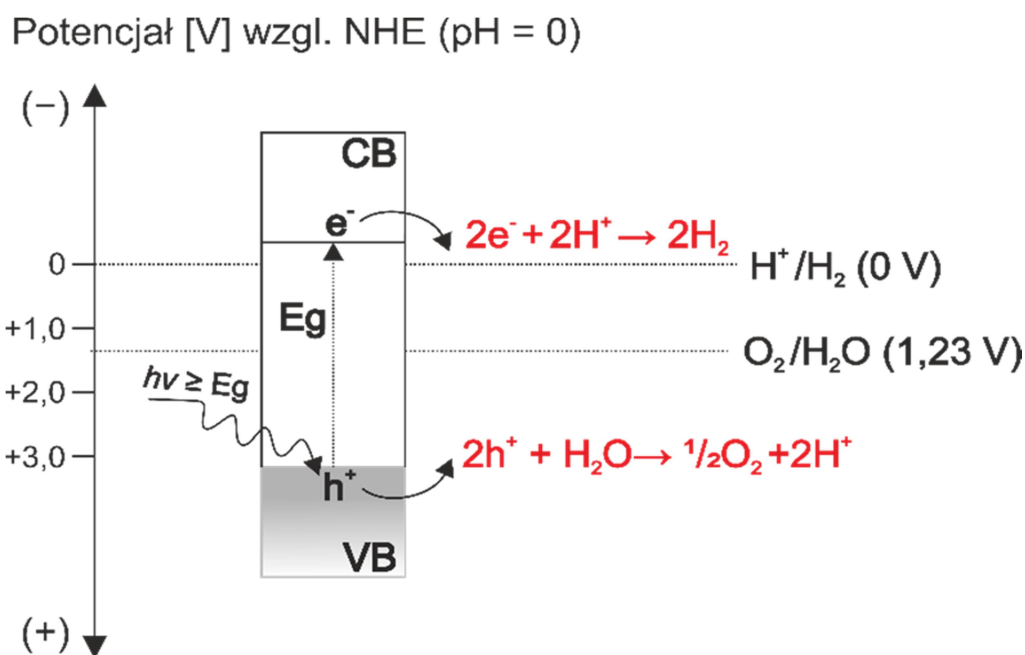 Potencjał [V] wzgl. NHE (pH = 0)
(−)
CB
e⁻
2e⁻ + 2H⁺ → 2H₂
0
H⁺/H₂ (0 V)
Eg
+1,0
O₂/H₂O (1,23 V)
hν ≥ Eg
+2,0
+3,0
2h⁺ + H₂O → ½O₂ +2H⁺
h⁺
VB
(+)